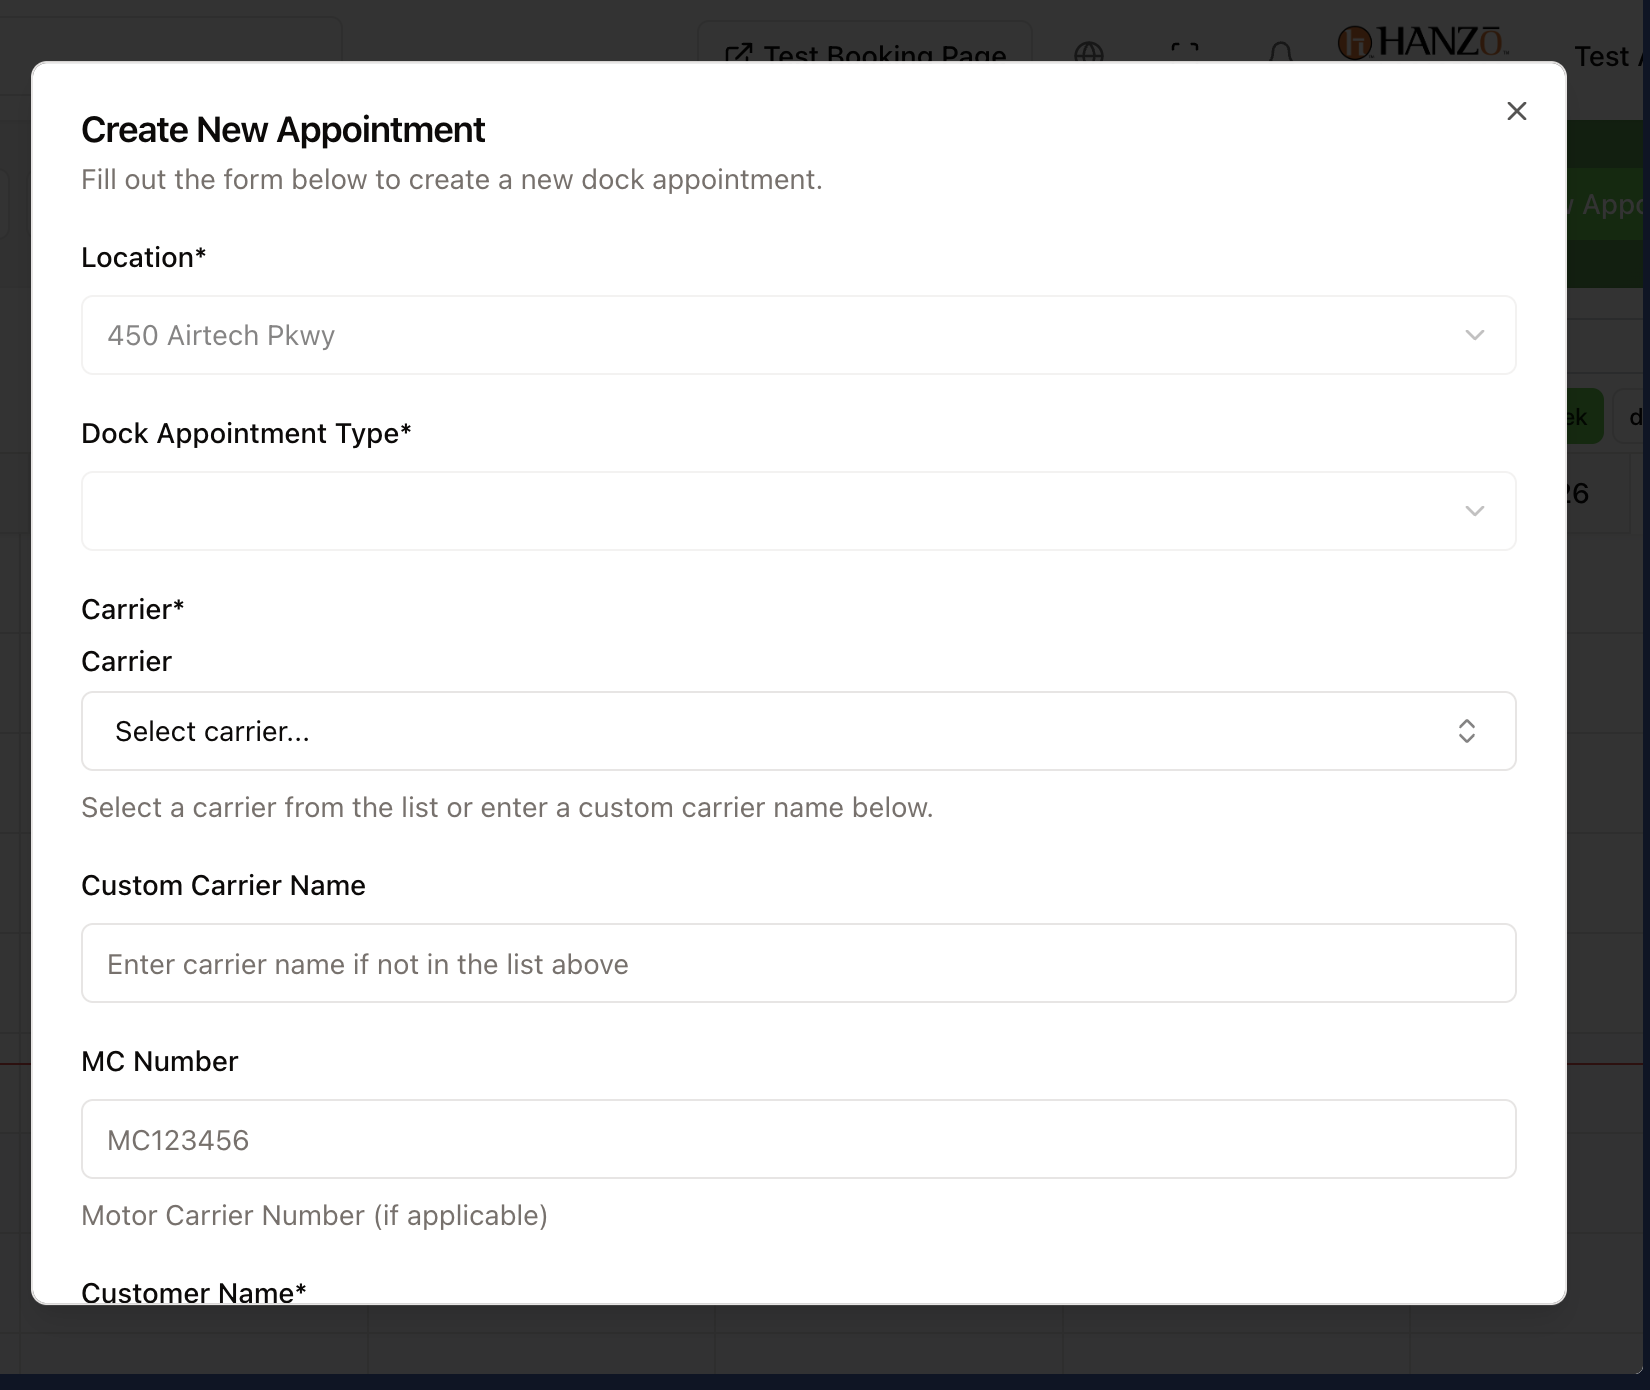 Test Booking Page
HANZŌ
Test
Create New Appointment
Fill out the form below to create a new dock appointment.
Location*
450 Airtech Pkwy
Dock Appointment Type*
Carrier*
Carrier
Select carrier...
Select a carrier from the list or enter a custom carrier name below.
Custom Carrier Name
Enter carrier name if not in the list above
MC Number
MC123456
Motor Carrier Number (if applicable)
Customer Name*